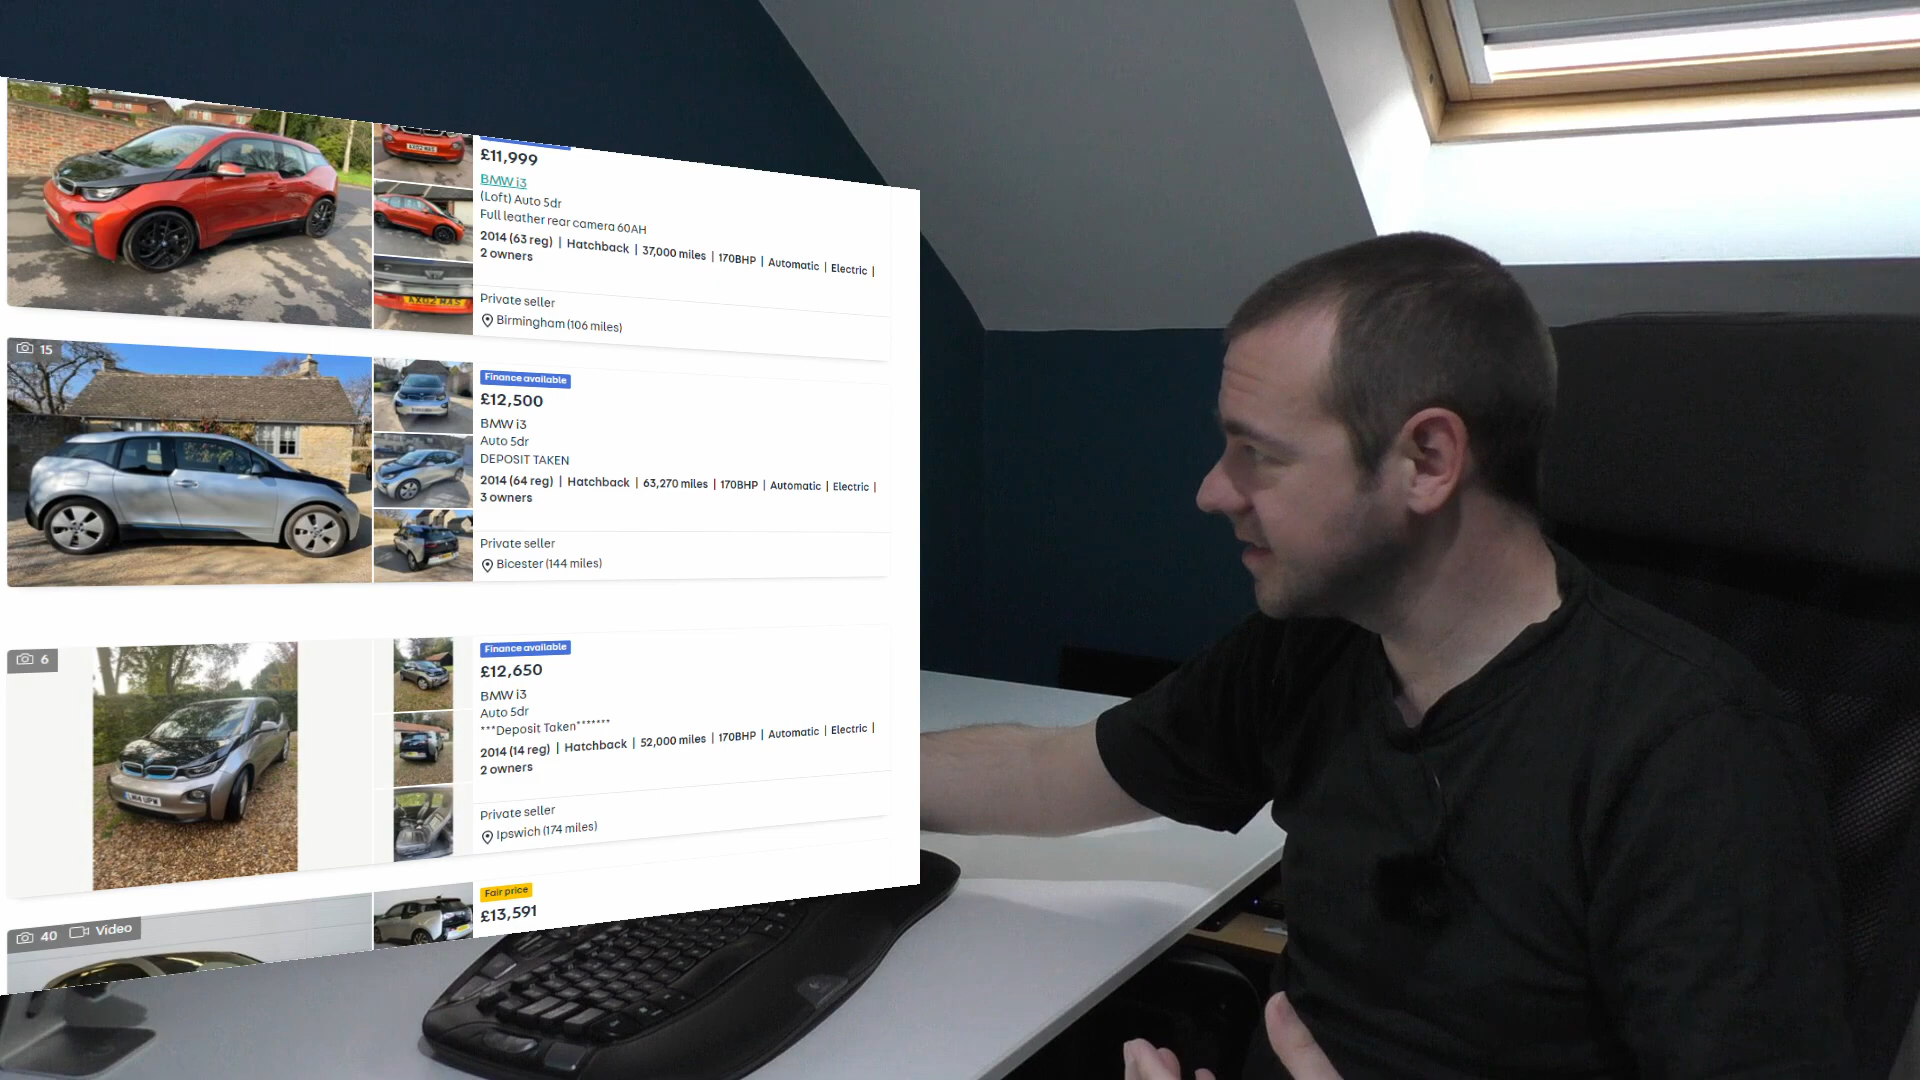 £11,999
BMW i3
(Loft) Auto 5dr
Full leather rear camera 60AH
2014 (63 reg) | Hatchback | 37,000 miles | 170BHP | Automatic | Electric |
2 owners
Private seller
Birmingham (106 miles)
AX02 MAS
15
Finance available
£12,500
BMW i3
Auto 5dr
DEPOSIT TAKEN
2014 (64 reg) | Hatchback | 63,270 miles | 170BHP | Automatic | Electric |
3 owners
Private seller
Bicester (144 miles)
6
Finance available
£12,650
BMW i3
Auto 5dr
***Deposit Taken*******
2014 (14 reg) | Hatchback | 52,000 miles | 170BHP | Automatic | Electric |
2 owners
Private seller
Ipswich (174 miles)
Fair price
£13,591
40 Video